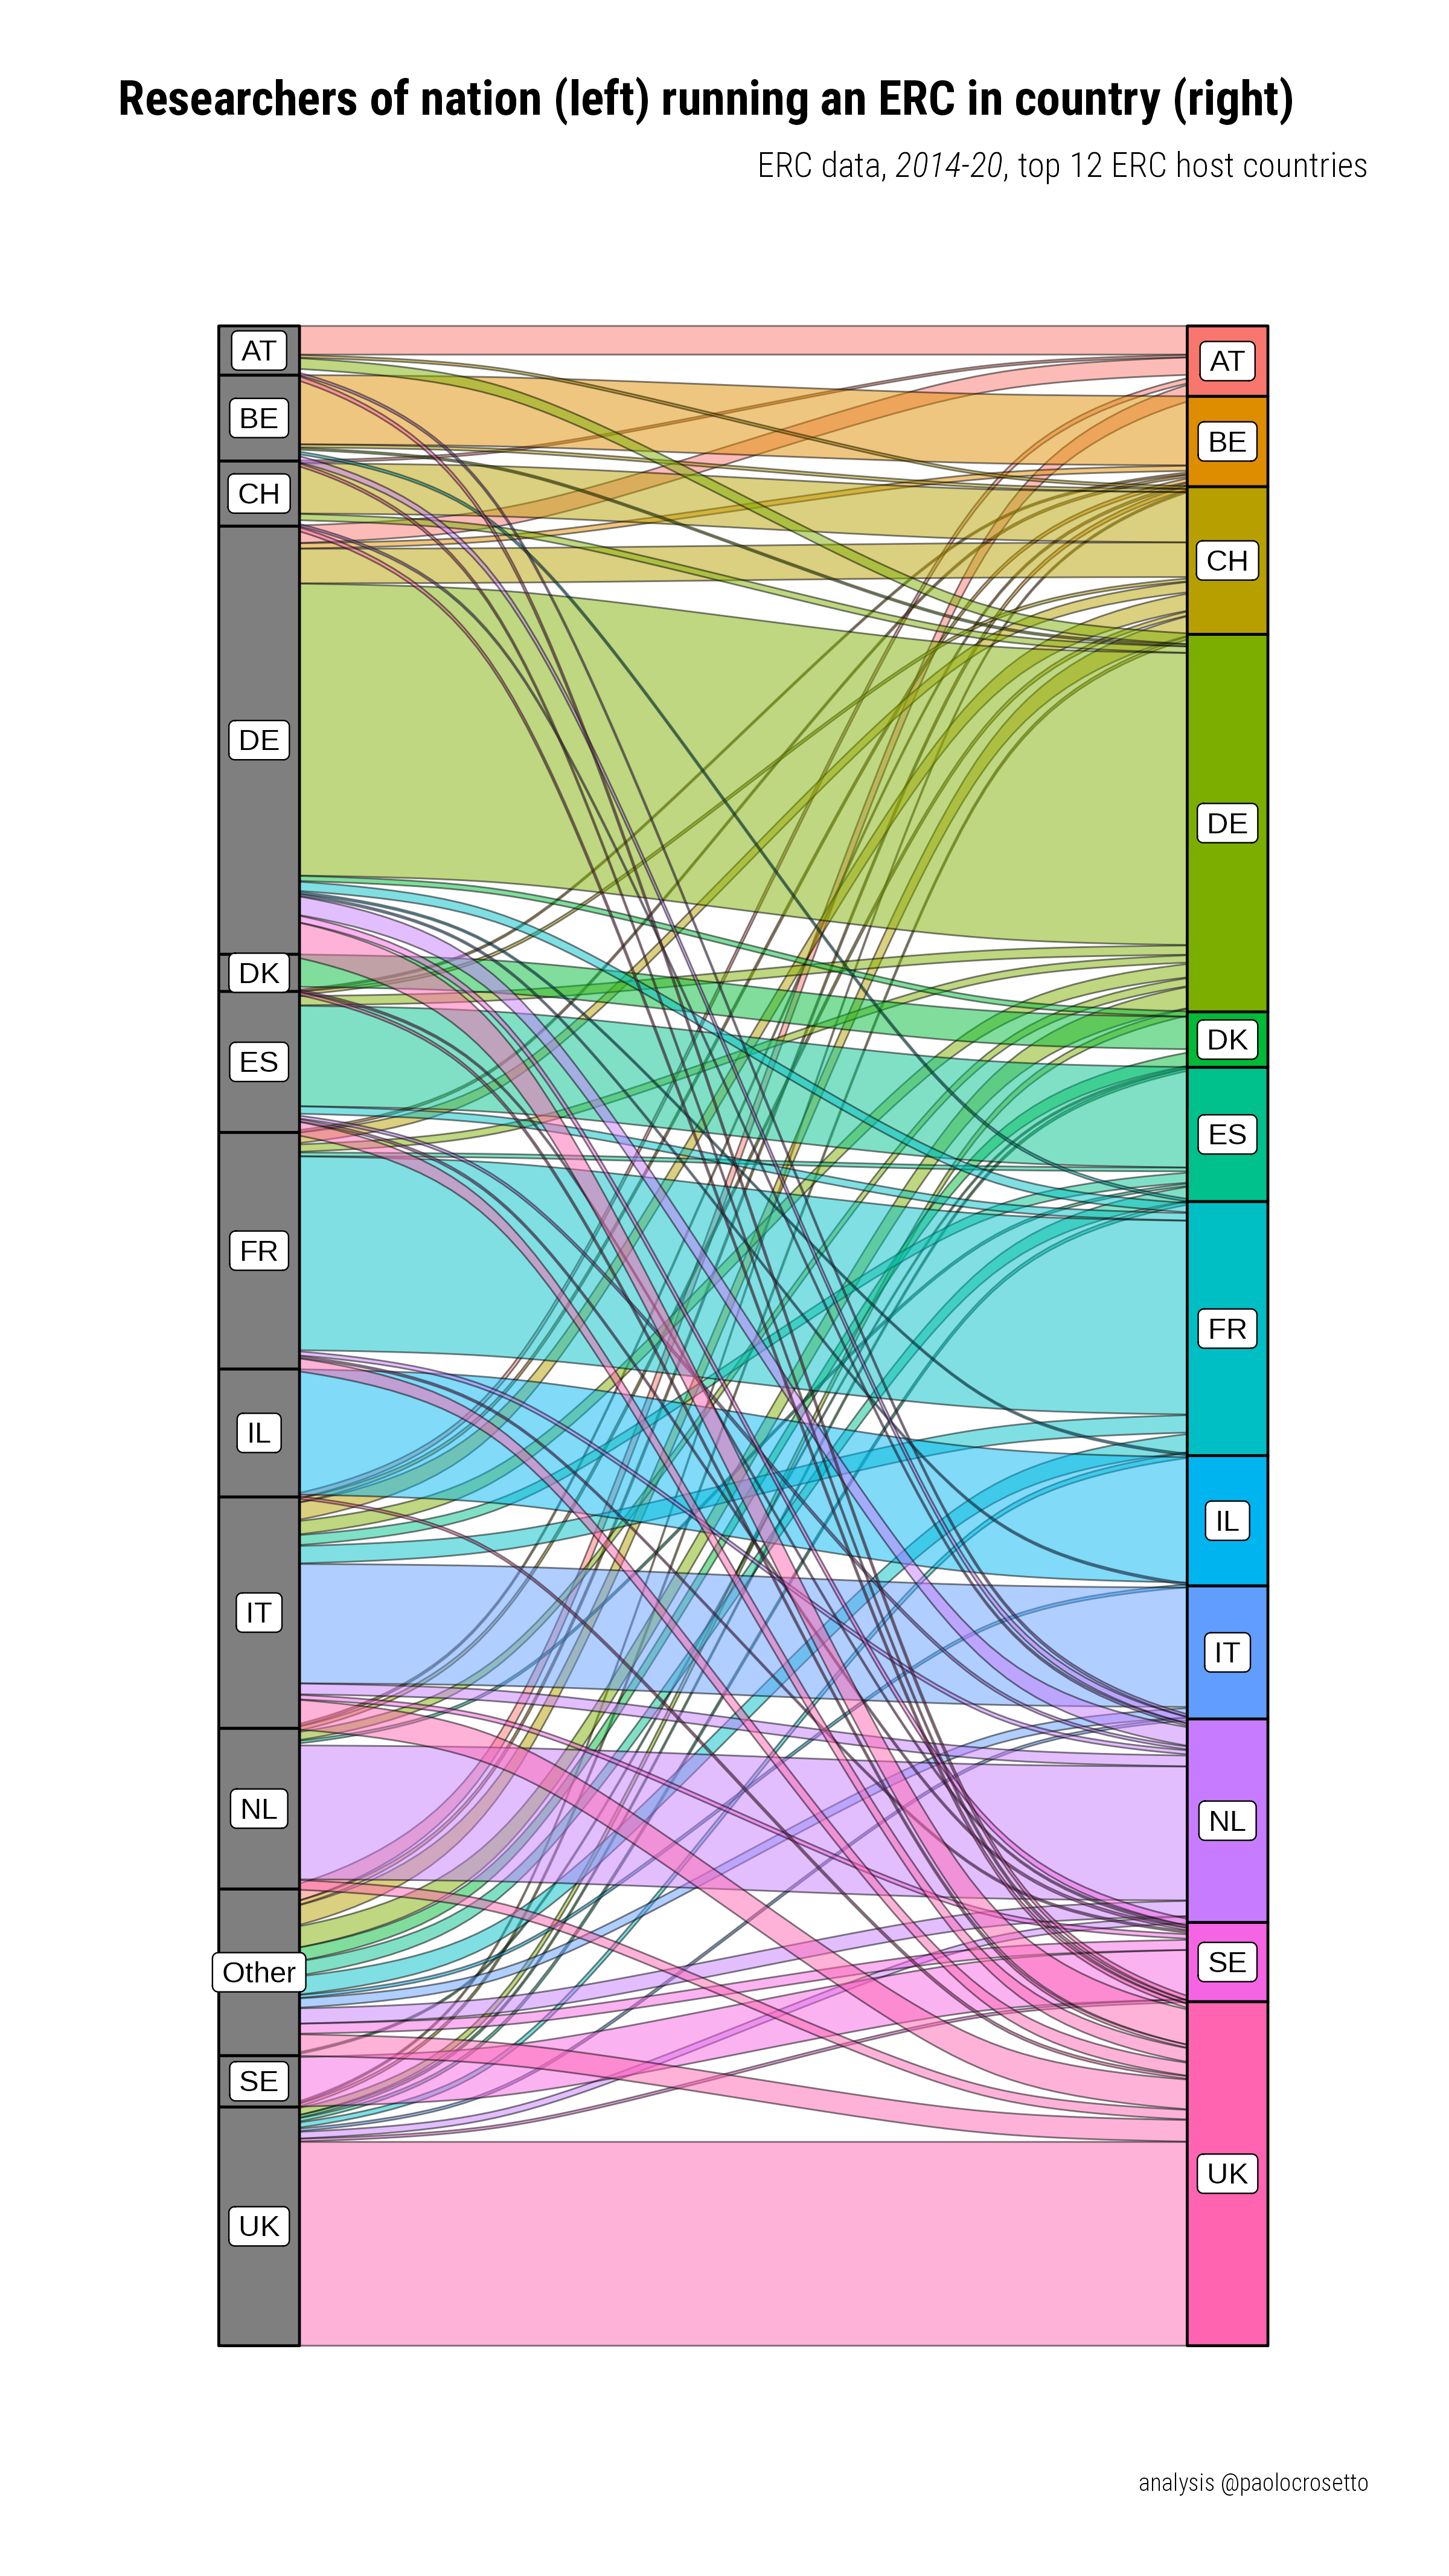 Researchers of nation (left) running an ERC in country (right)
ERC data, 2014-20, top 12 ERC host countries
AT
BE
CH
DE
DK
ES
FR
IL
IT
NL
Other
SE
UK
AT
BE
CH
DE
DK
ES
FR
IL
IT
NL
SE
UK
analysis @paolocrosetto